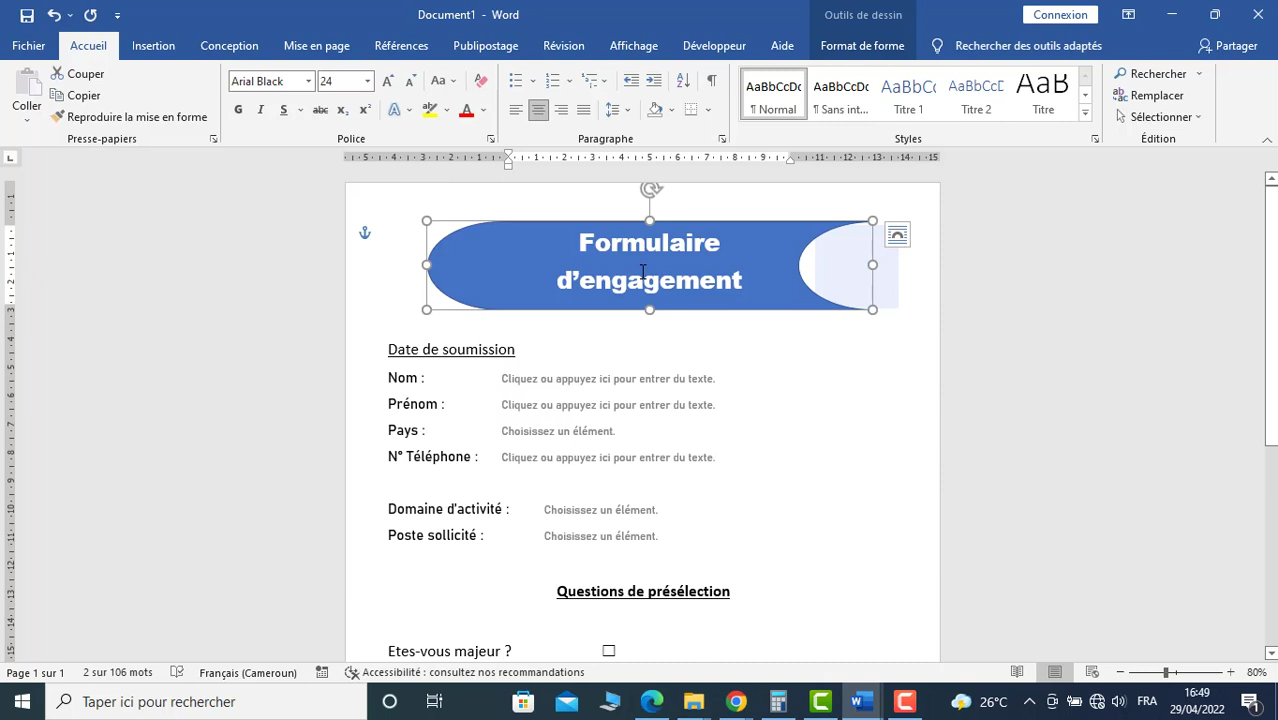 Document1 - Word
Outils de dessin
Connexion
Fichier
Accueil
Insertion
Conception
Mise en page
Références
Publipostage
Révision
Affichage
Développeur
Aide
Format de forme
Rechercher des outils adaptés
Partager
Coller
Couper
Copier
Reproduire la mise en forme
Presse-papiers
Arial Black
24
Police
Paragraphe
AaBbCcDc
¶ Normal
AaBbCcDc
¶ Sans int...
AaBbCc
Titre 1
AaBbCcD
Titre 2
AaB
Titre
Styles
Rechercher
Remplacer
Sélectionner
Édition
Formulaire
d’engagement
Date de soumission
Nom : Cliquez ou appuyez ici pour entrer du texte.
Prénom : Cliquez ou appuyez ici pour entrer du texte.
Pays : Choisissez un élément.
N° Téléphone : Cliquez ou appuyez ici pour entrer du texte.
Domaine d'activité : Choisissez un élément.
Poste sollicité : Choisissez un élément.
Questions de présélection
Etes-vous majeur ? ☐
Page 1 sur 1
2 sur 106 mots
Français (Cameroun)
Accessibilité : consultez nos recommandations
80%
Taper ici pour rechercher
26°C
FRA
16:49
29/04/2022